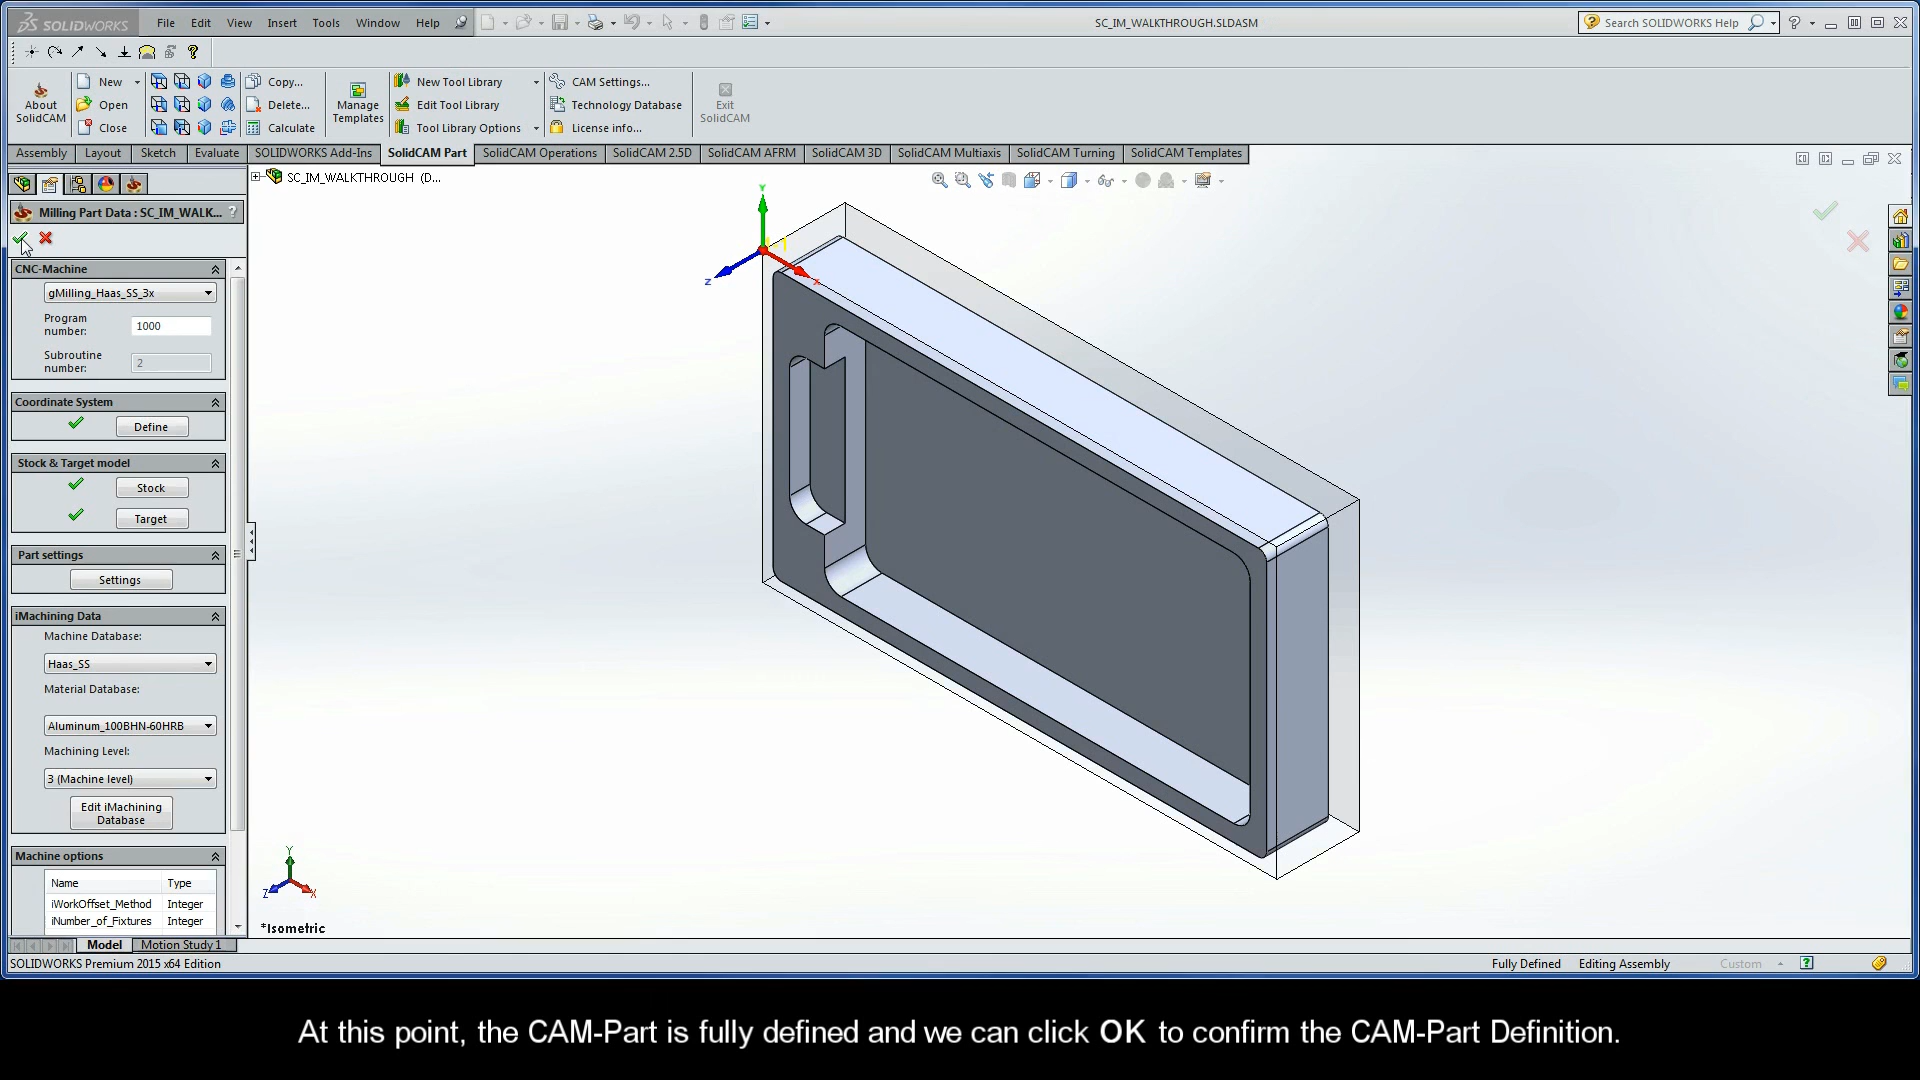 SOLIDWORKS File Edit View Insert Tools Window Help SC_IM_WALKTHROUGH.SLDASM Search SOLIDWORKS Help
About SolidCAM
New
Open
Close
Copy...
Delete...
Calculate
Manage Templates
New Tool Library
Edit Tool Library
Tool Library Options
CAM Settings...
Technology Database
License info...
Exit SolidCAM
Assembly Layout Sketch Evaluate SOLIDWORKS Add-Ins SolidCAM Part SolidCAM Operations SolidCAM 2.5D SolidCAM AFRM SolidCAM 3D SolidCAM Multiaxis SolidCAM Turning SolidCAM Templates
SC_IM_WALKTHROUGH (D...
Milling Part Data : SC_IM_WALK... ?
CNC-Machine
gMilling_Haas_SS_3x
Program number: 1000
Subroutine number: 2
Coordinate System
Define
Stock & Target model
Stock
Target
Part settings
Settings
iMachining Data
Machine Database:
Haas_SS
Material Database:
Aluminum_100BHN-60HRB
Machining Level:
3 (Machine level)
Edit iMachining Database
Machine options
Name Type
iWorkOffset_Method Integer
iNumber_of_Fixtures Integer
Y
Z
X
Y
Z
X
*Isometric
Model Motion Study 1
SOLIDWORKS Premium 2015 x64 Edition Fully Defined Editing Assembly Custom
At this point, the CAM-Part is fully defined and we can click OK to confirm the CAM-Part Definition.